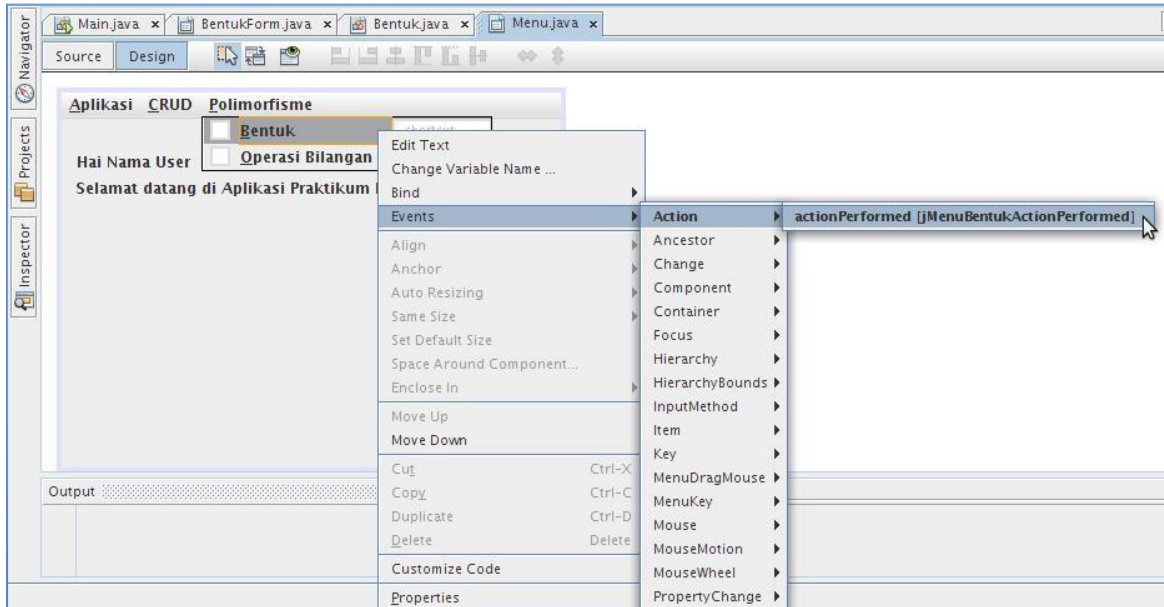 Main.java x BentukForm.java x Bentuk.java x Menu.java x
Navigator
Projects
Inspector
Source Design
Aplikasi CRUD Polimorfisme
Bentuk shortcut
Operasi Bilangan
Hai Nama User
Selamat datang di Aplikasi Praktikum
Edit Text
Change Variable Name ...
Bind
Events
Align
Anchor
Auto Resizing
Same Size
Set Default Size
Space Around Component...
Enclose In
Move Up
Move Down
Cut Ctrl-X
Copy Ctrl-C
Duplicate Ctrl-D
Delete Delete
Customize Code
Properties
Action
Ancestor
Change
Component
Container
Focus
Hierarchy
HierarchyBounds
InputMethod
Item
Key
MenuDragMouse
MenuKey
Mouse
MouseMotion
MouseWheel
PropertyChange
actionPerformed [jMenuBentukActionPerformed]
Output